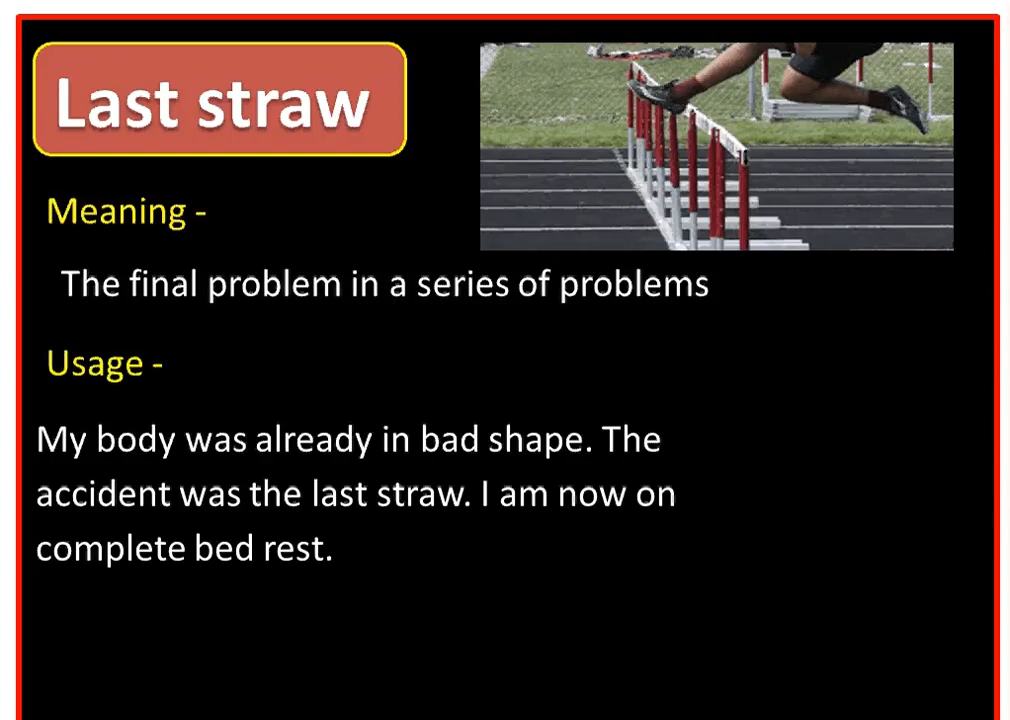 Last straw
Meaning -
The final problem in a series of problems
Usage -
My body was already in bad shape. The
accident was the last straw. I am now on
complete bed rest.